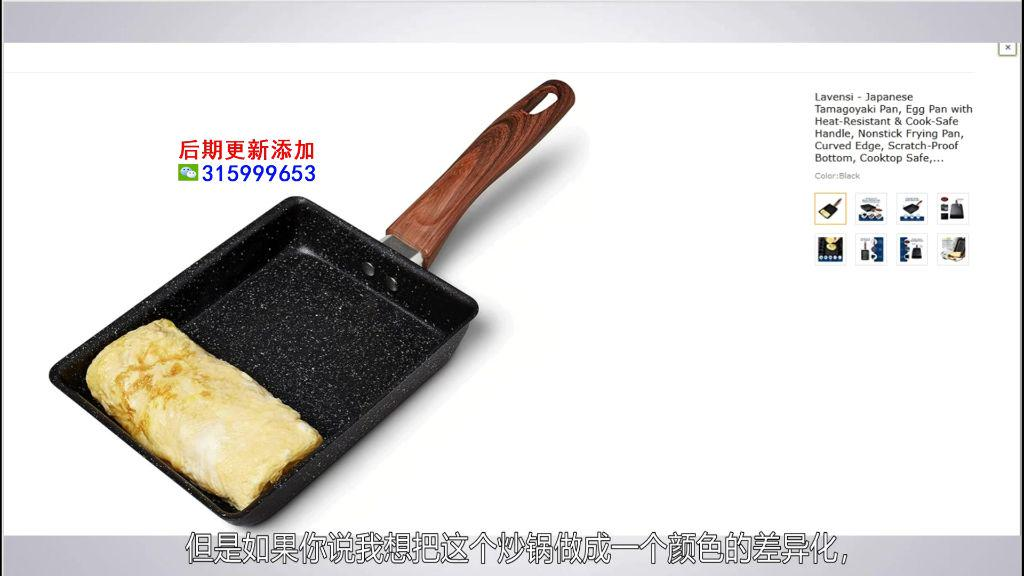 ×
Lavensi - Japanese
Tamagoyaki Pan, Egg Pan with
Heat-Resistant & Cook-Safe
Handle, Nonstick Frying Pan,
Curved Edge, Scratch-Proof
Bottom, Cooktop Safe,...
Color:Black
后期更新添加
315999653
但是如果你说我想把这个炒锅做成一个颜色的差异化，